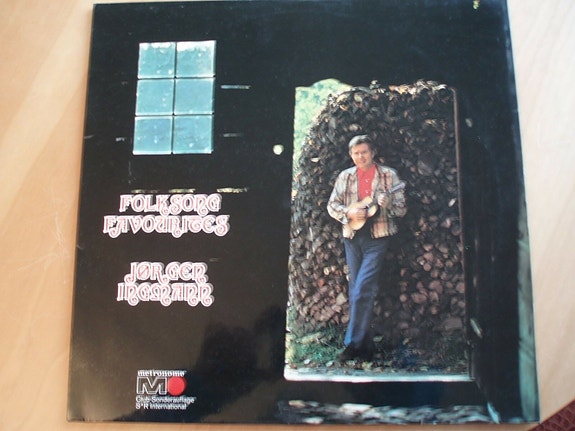 FOLKSONG
FAVOURITES
JØRGEN
INGMANN
metronome
M
Club-Sonderauflage
S*R International